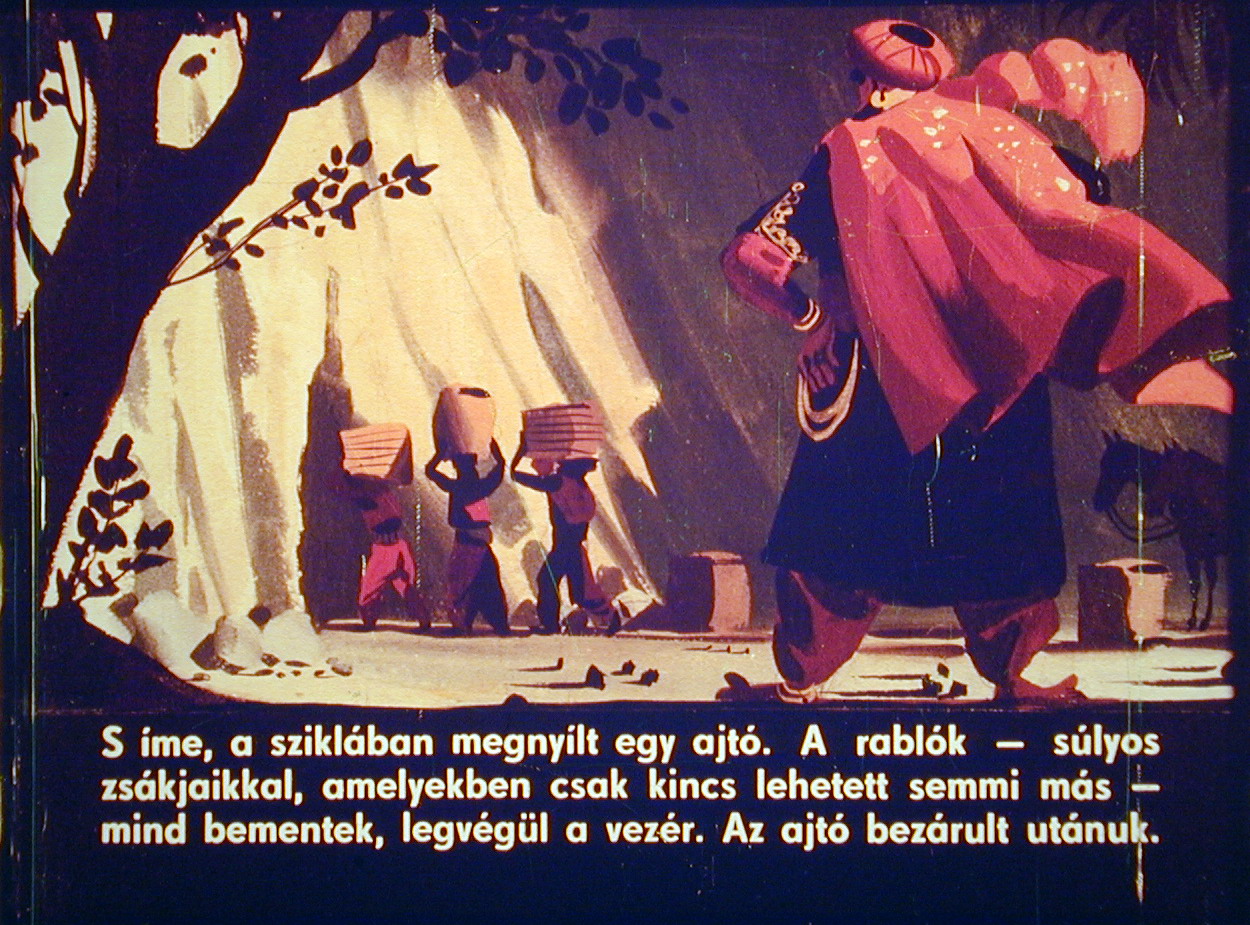 S íme, a sziklában megnyílt egy ajtó. A rablók – súlyos
zsákjaikkal, amelyekben csak kincs lehetett semmi más –
mind bementek, legvégül a vezér. Az ajtó bezárult utánuk.